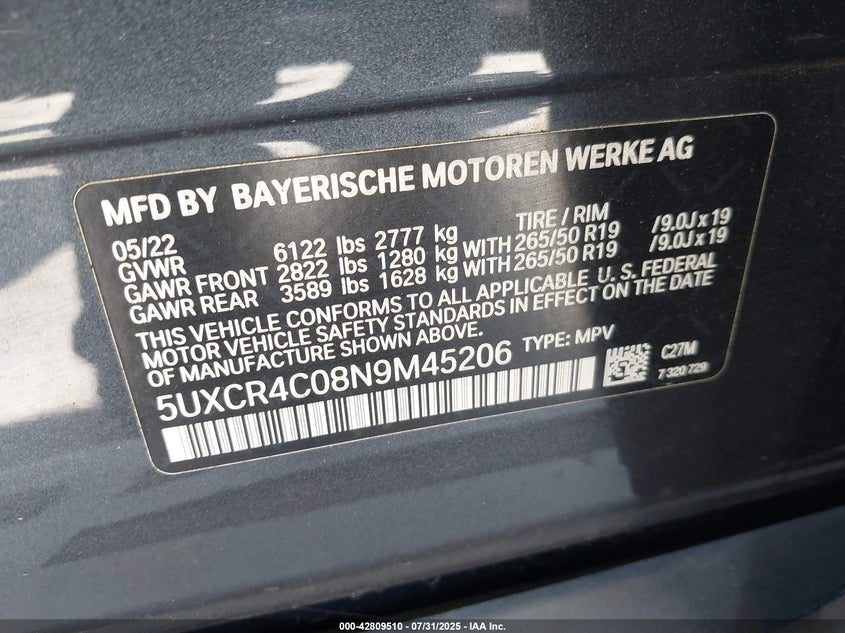 MFD BY BAYERISCHE MOTOREN WERKE AG
05/22 TIRE / RIM
GVWR 6122 lbs 2777 kg
GAWR FRONT 2822 lbs 1280 kg WITH 265/50 R19 /9.0J x 19
GAWR REAR 3589 lbs 1628 kg WITH 265/50 R19 /9.0J x 19
THIS VEHICLE CONFORMS TO ALL APPLICABLE U. S. FEDERAL
MOTOR VEHICLE SAFETY STANDARDS IN EFFECT ON THE DATE
OF MANUFACTURE SHOWN ABOVE.
5UXCR4C08N9M45206 TYPE: MPV
C27M
7 320 729
000-42809510 - 07/31/2025 - IAA Inc.